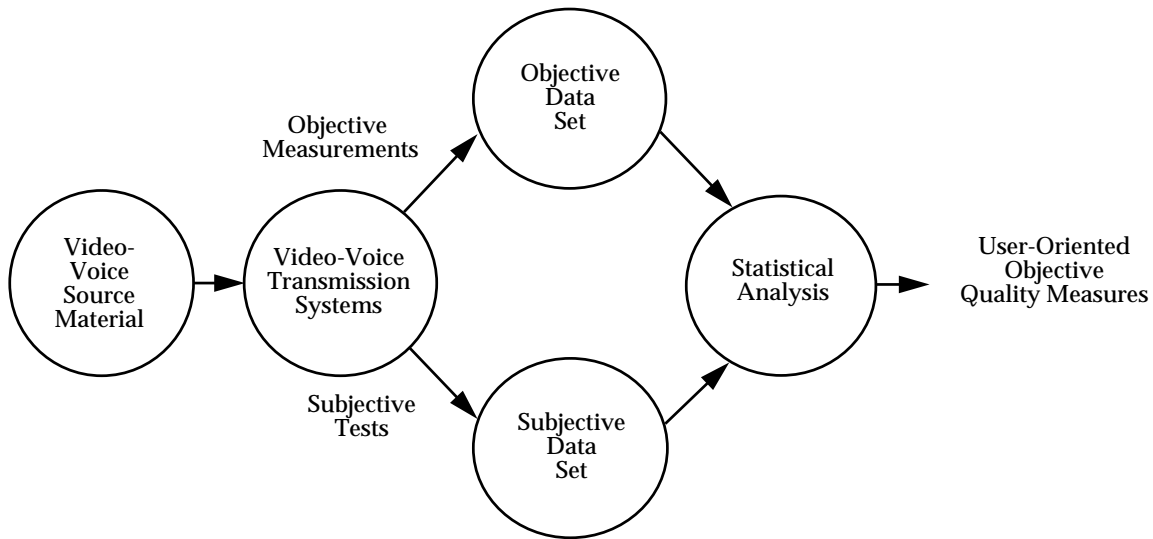 Video-
Voice
Source
Material
Video-Voice
Transmission
Systems
Objective
Measurements
Objective
Data
Set
Subjective
Tests
Subjective
Data
Set
Statistical
Analysis
User-Oriented
Objective
Quality Measures